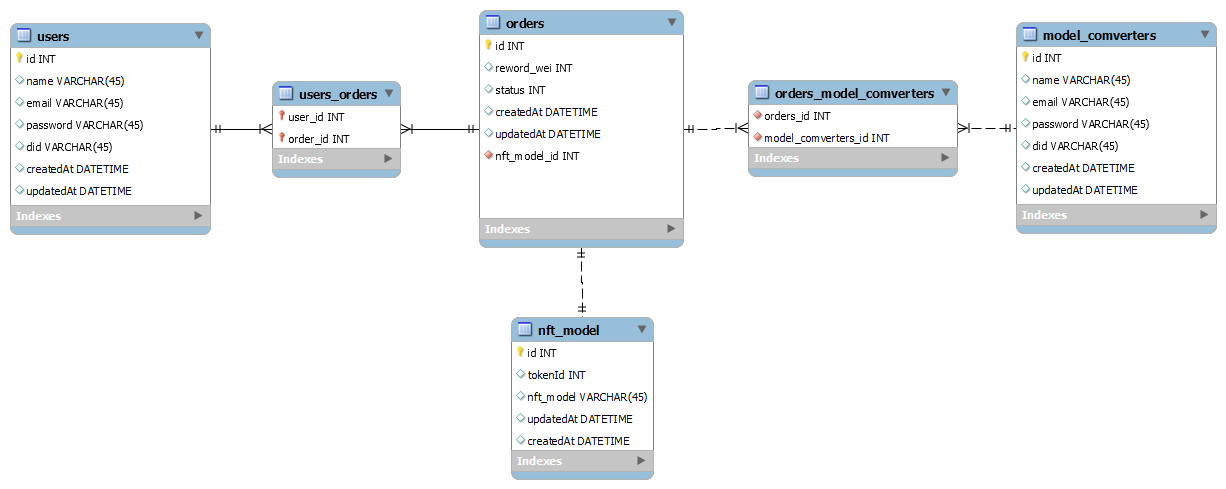 users
id INT
name VARCHAR(45)
email VARCHAR(45)
password VARCHAR(45)
did VARCHAR(45)
createdAt DATETIME
updatedAt DATETIME
Indexes
users_orders
user_id INT
order_id INT
Indexes
orders
id INT
reword_wei INT
status INT
createdAt DATETIME
updatedAt DATETIME
nft_model_id INT
Indexes
orders_model_comverters
orders_id INT
model_comverters_id INT
Indexes
model_comverters
id INT
name VARCHAR(45)
email VARCHAR(45)
password VARCHAR(45)
did VARCHAR(45)
createdAt DATETIME
updatedAt DATETIME
Indexes
nft_model
id INT
tokenId INT
nft_model VARCHAR(45)
updatedAt DATETIME
createdAt DATETIME
Indexes